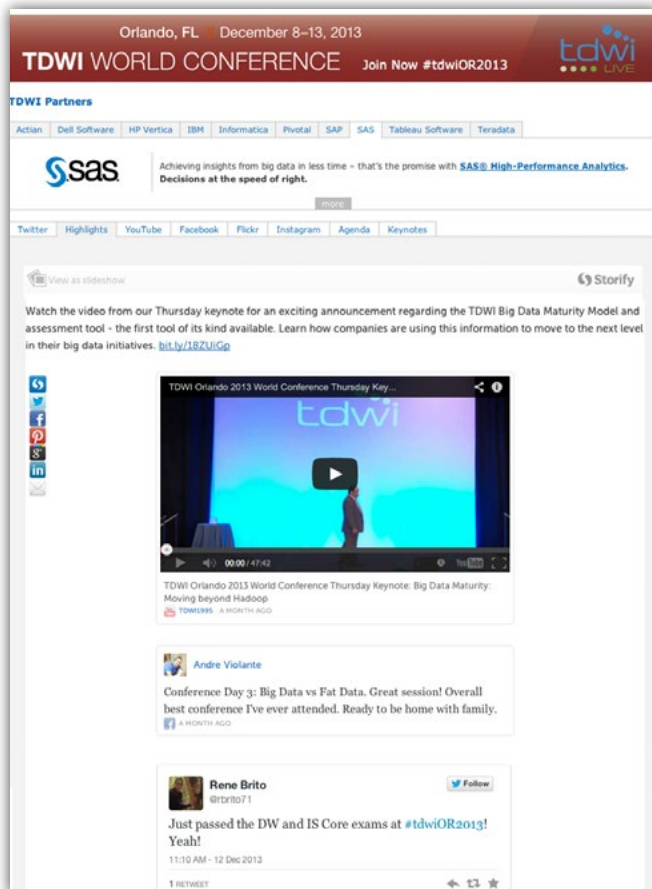 Orlando, FL // December 8–13, 2013
TDWI WORLD CONFERENCE Join Now #tdwiOR2013
tdwi
LIVE
TDWI Partners
Actian Dell Software HP Vertica IBM Informatica Pivotal SAP SAS Tableau Software Teradata
sas
Achieving insights from big data in less time – that's the promise with SAS® High-Performance Analytics.
Decisions at the speed of right.
more
Twitter Highlights YouTube Facebook Flickr Instagram Agenda Keynotes
View as slideshow
Storify
Watch the video from our Thursday keynote for an exciting announcement regarding the TDWI Big Data Maturity Model and
assessment tool - the first tool of its kind available. Learn how companies are using this information to move to the next level
in their big data initiatives. bit.ly/18ZUiGp
TDWI Orlando 2013 World Conference Thursday Key...
tdwi
00:00 / 47:42
YouTube
TDWI Orlando 2013 World Conference Thursday Keynote: Big Data Maturity:
Moving beyond Hadoop
TDWI1995 · A MONTH AGO
Andre Violante
Conference Day 3: Big Data vs Fat Data. Great session! Overall
best conference I've ever attended. Ready to be home with family.
A MONTH AGO
Rene Brito
@rbrito71
Follow
Just passed the DW and IS Core exams at #tdwiOR2013!
Yeah!
11:10 AM - 12 Dec 2013
1 RETWEET